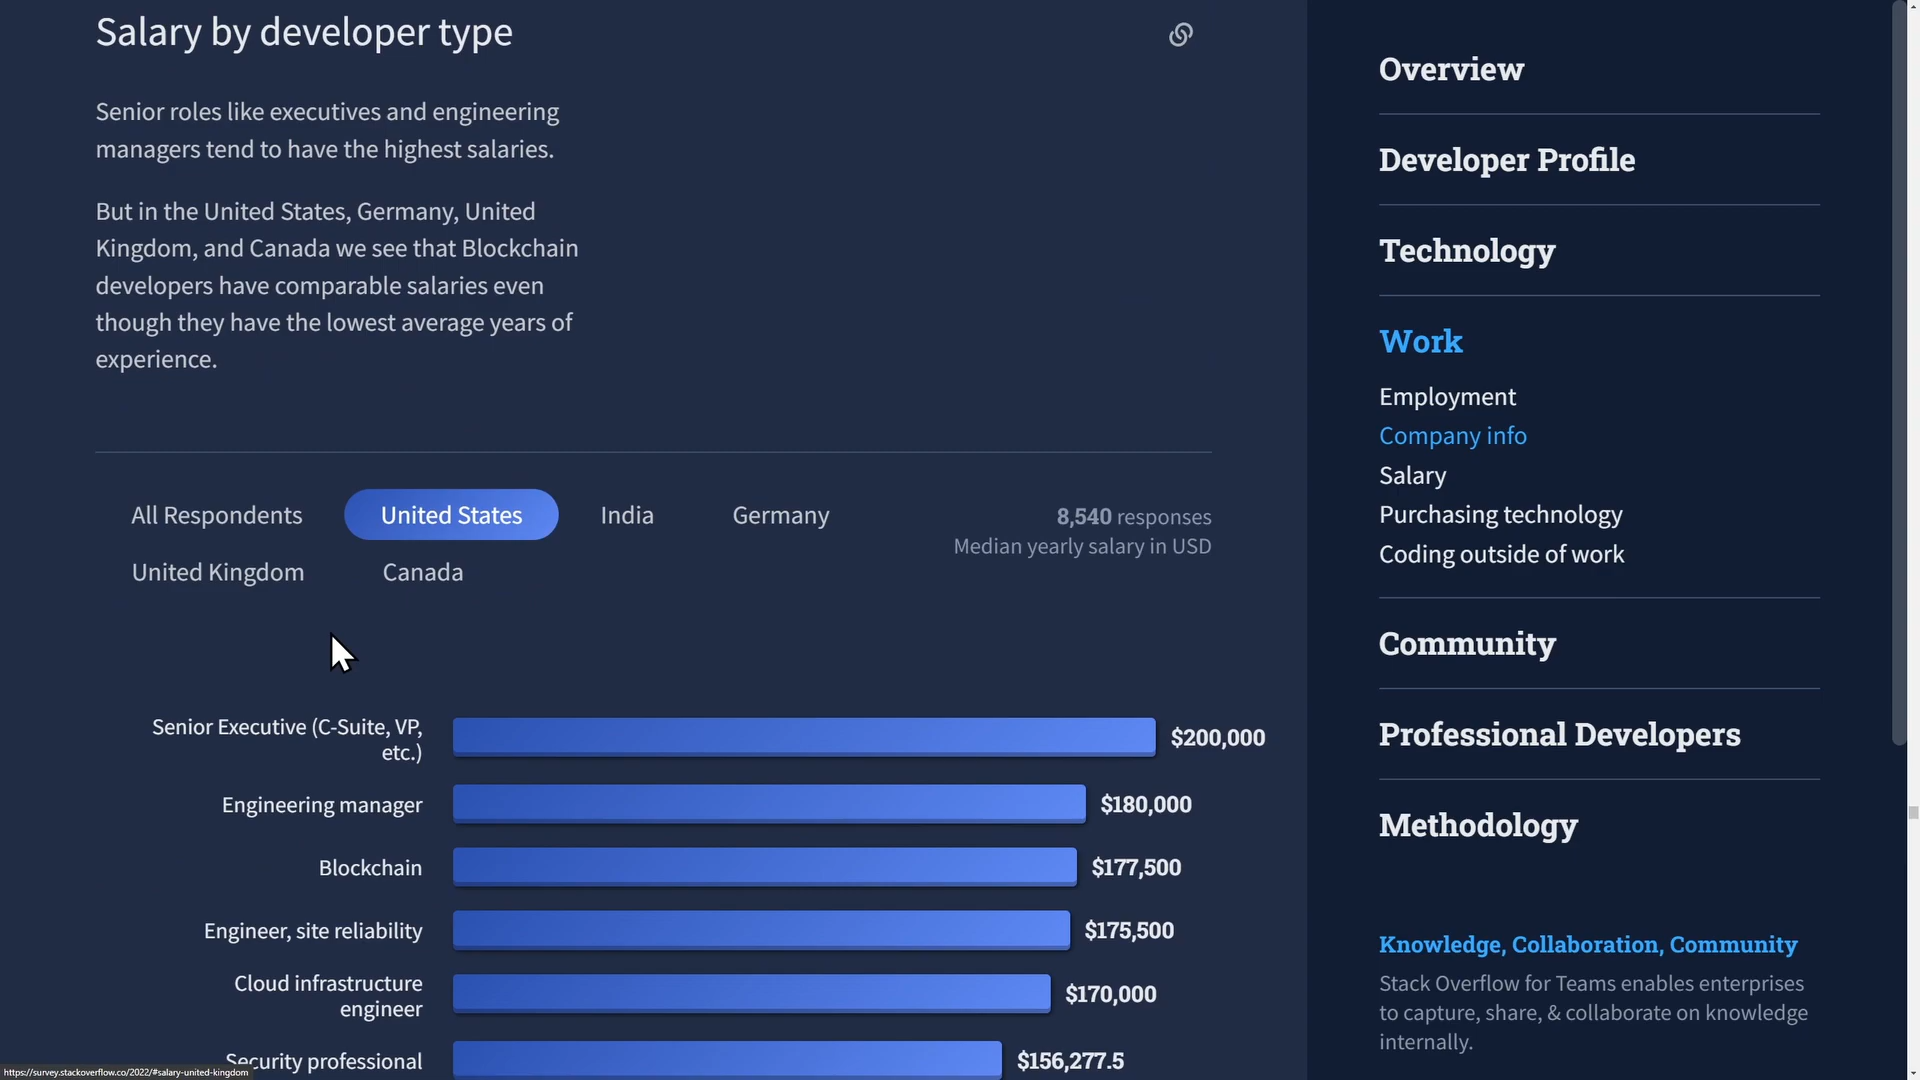 Salary by developer type
Senior roles like executives and engineering
managers tend to have the highest salaries.
But in the United States, Germany, United
Kingdom, and Canada we see that Blockchain
developers have comparable salaries even
though they have the lowest average years of
experience.
All Respondents
United States
India
Germany
United Kingdom
Canada
8,540 responses
Median yearly salary in USD
Senior Executive (C-Suite, VP,
etc.)
$200,000
Engineering manager
$180,000
Blockchain
$177,500
Engineer, site reliability
$175,500
Cloud infrastructure
engineer
$170,000
Security professional
$156,277.5
https://survey.stackoverflow.co/2022/#salary-united-kingdom
Overview
Developer Profile
Technology
Work
Employment
Company info
Salary
Purchasing technology
Coding outside of work
Community
Professional Developers
Methodology
Knowledge, Collaboration, Community
Stack Overflow for Teams enables enterprises
to capture, share, & collaborate on knowledge
internally.